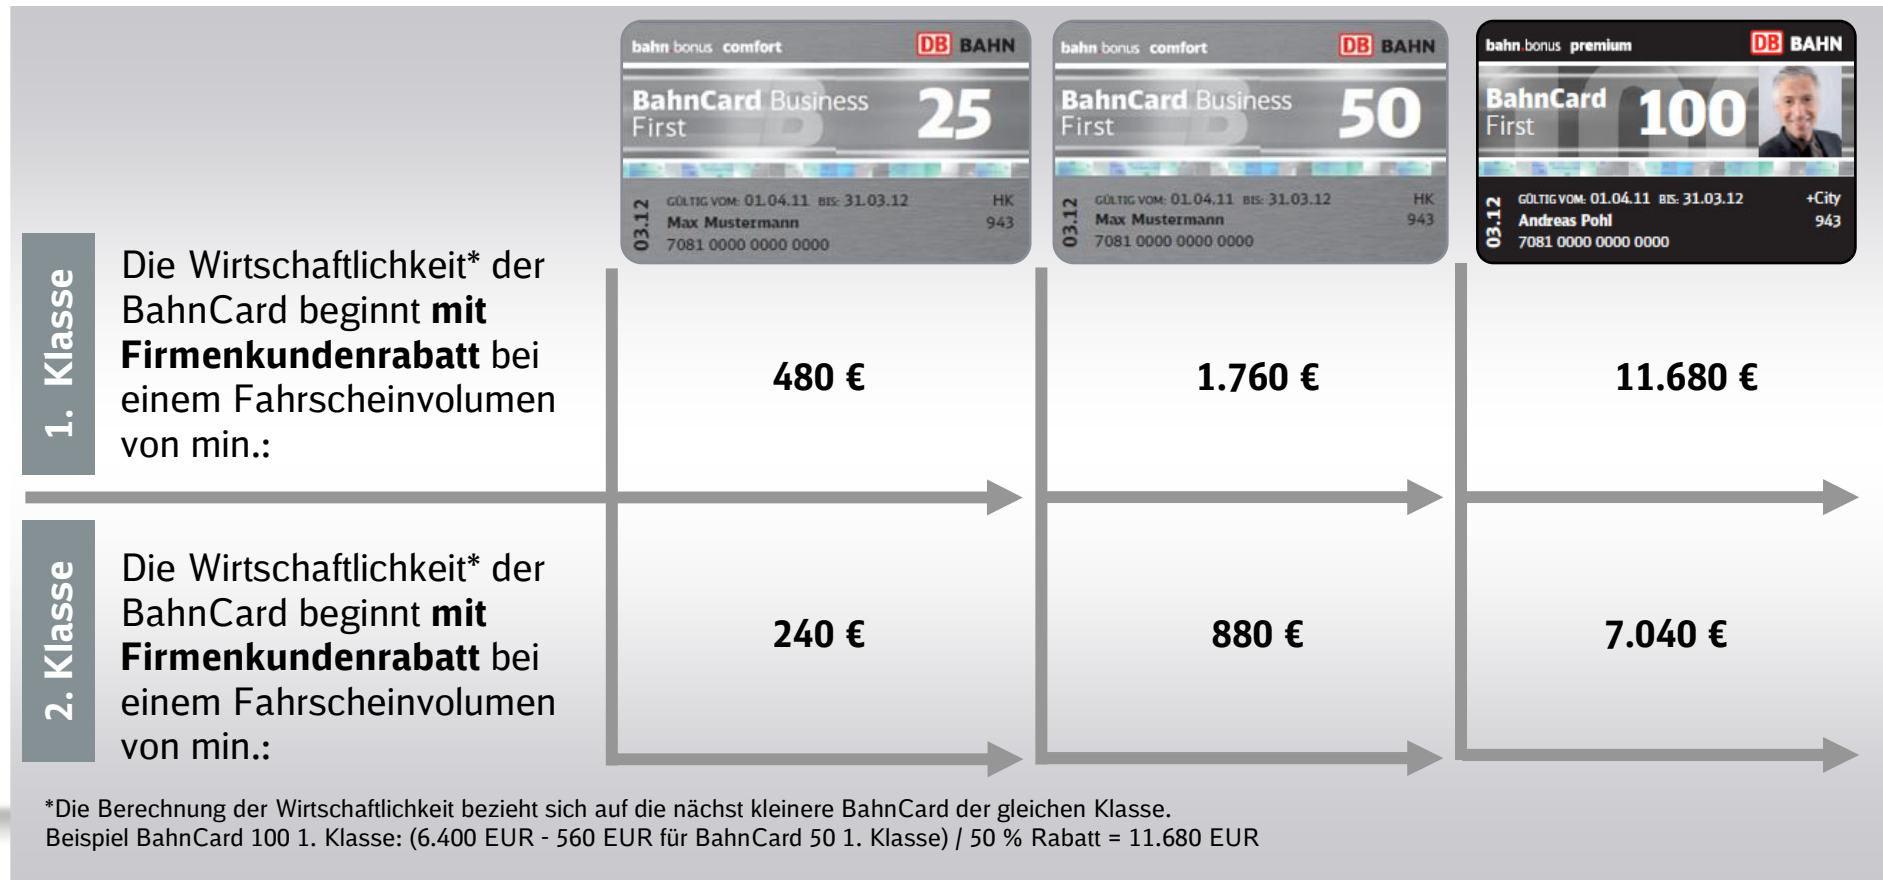 bahn.bonus comfort DB BAHN
BahnCard Business 25
First
03.12
GÜLTIG VOM: 01.04.11 BIS: 31.03.12 HK
Max Mustermann 943
7081 0000 0000 0000
bahn.bonus comfort DB BAHN
BahnCard Business 50
First
03.12
GÜLTIG VOM: 01.04.11 BIS: 31.03.12 HK
Max Mustermann 943
7081 0000 0000 0000
bahn.bonus premium DB BAHN
BahnCard 100
First
03.12
GÜLTIG VOM: 01.04.11 BIS: 31.03.12 +City
Andreas Pohl 943
7081 0000 0000 0000
1. Klasse
Die Wirtschaftlichkeit* der
BahnCard beginnt mit
Firmenkundenrabatt bei
einem Fahrscheinvolumen
von min.:
480 €
1.760 €
11.680 €
2. Klasse
Die Wirtschaftlichkeit* der
BahnCard beginnt mit
Firmenkundenrabatt bei
einem Fahrscheinvolumen
von min.:
240 €
880 €
7.040 €
*Die Berechnung der Wirtschaftlichkeit bezieht sich auf die nächst kleinere BahnCard der gleichen Klasse.
Beispiel BahnCard 100 1. Klasse: (6.400 EUR - 560 EUR für BahnCard 50 1. Klasse) / 50 % Rabatt = 11.680 EUR